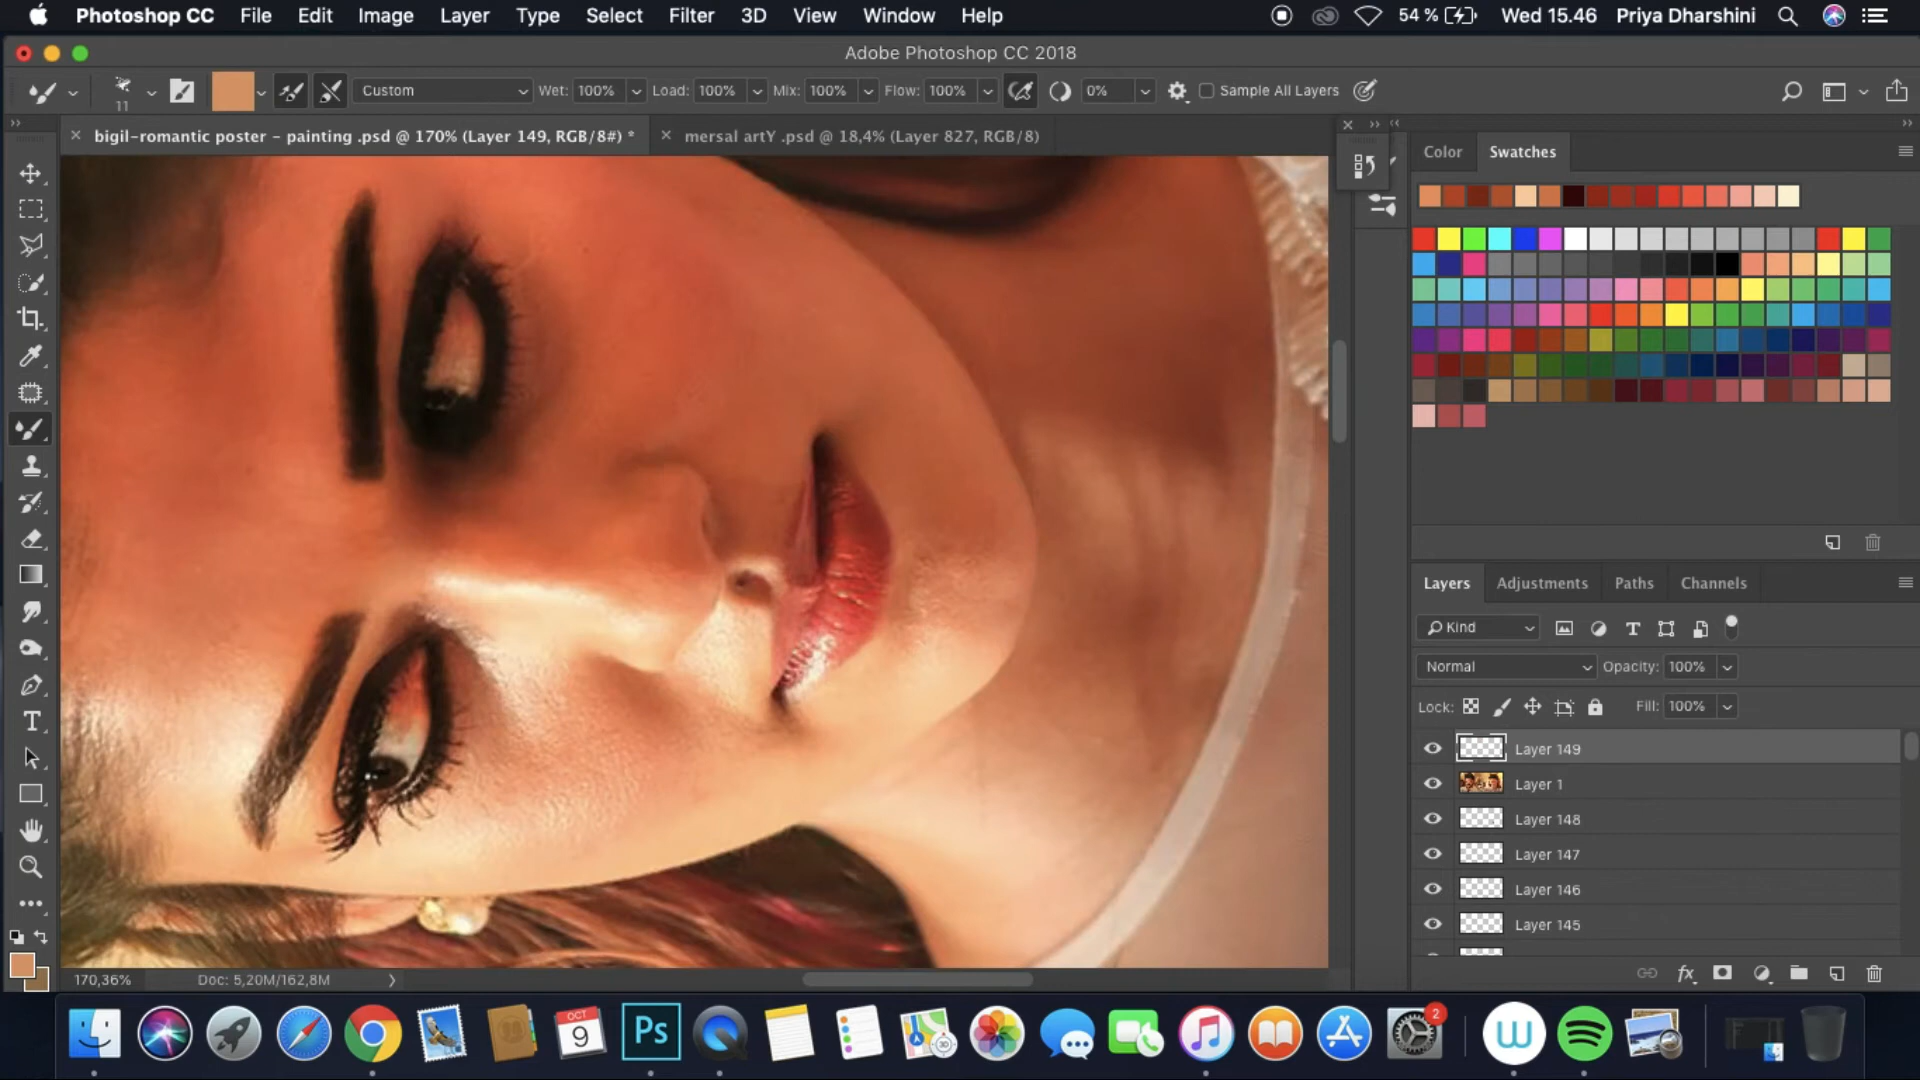 Photoshop CC File Edit Image Layer Type Select Filter 3D View Window Help 54 % Wed 15.46 Priya Dharshini
Adobe Photoshop CC 2018
11 Custom Wet: 100% Load: 100% Mix: 100% Flow: 100% 0% Sample All Layers
bigil-romantic poster - painting .psd @ 170% (Layer 149, RGB/8#) * mersal artY .psd @ 18,4% (Layer 827, RGB/8)
Color Swatches
Layers Adjustments Paths Channels
Kind
Normal Opacity: 100%
Lock: Fill: 100%
Layer 149
Layer 1
Layer 148
Layer 147
Layer 146
Layer 145
fx
170,36% Doc: 5,20M/162,8M
OCT
9
Ps
2